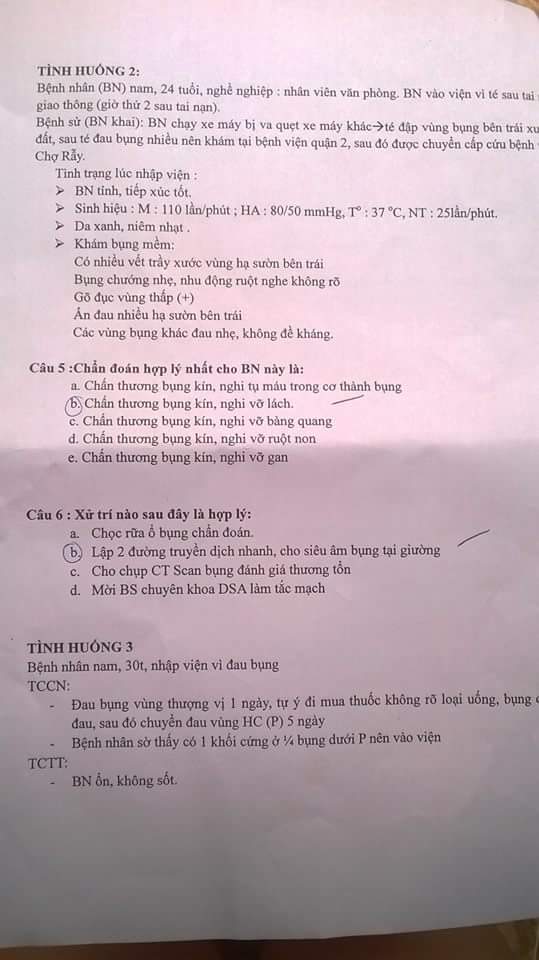 TÌNH HUỐNG 2:
Bệnh nhân (BN) nam, 24 tuổi, nghề nghiệp : nhân viên văn phòng. BN vào viện vì té sau tai
giao thông (giờ thứ 2 sau tai nạn).
Bệnh sử (BN khai): BN chạy xe máy bị va quẹt xe máy khác→té đập vùng bụng bên trái xu
đất, sau té đau bụng nhiều nên khám tại bệnh viện quận 2, sau đó được chuyển cấp cứu bệnh
Chợ Rẫy.
Tình trạng lúc nhập viện :
➢ BN tỉnh, tiếp xúc tốt.
➢ Sinh hiệu : M : 110 lần/phút ; HA : 80/50 mmHg, T° : 37 °C, NT : 25lần/phút.
➢ Da xanh, niêm nhạt .
➢ Khám bụng mềm:
Có nhiều vết trầy xước vùng hạ sườn bên trái
Bụng chướng nhẹ, nhu động ruột nghe không rõ
Gõ đục vùng thấp (+)
Ấn đau nhiều hạ sườn bên trái
Các vùng bụng khác đau nhẹ, không đề kháng.
Câu 5 :Chẩn đoán hợp lý nhất cho BN này là:
a. Chấn thương bụng kín, nghi tụ máu trong cơ thành bụng
b. Chấn thương bụng kín, nghi vỡ lách.
c. Chấn thương bụng kín, nghi vỡ bàng quang
d. Chấn thương bụng kín, nghi vỡ ruột non
e. Chấn thương bụng kín, nghi vỡ gan
Câu 6 : Xử trí nào sau đây là hợp lý:
a. Chọc rữa ổ bụng chẩn đoán.
b. Lập 2 đường truyền dịch nhanh, cho siêu âm bụng tại giường
c. Cho chụp CT Scan bụng đánh giá thương tổn
d. Mời BS chuyên khoa DSA làm tắc mạch
TÌNH HUỐNG 3
Bệnh nhân nam, 30t, nhập viện vì đau bụng
TCCN:
- Đau bụng vùng thượng vị 1 ngày, tự ý đi mua thuốc không rõ loại uống, bụng
đau, sau đó chuyển đau vùng HC (P) 5 ngày
- Bệnh nhân sờ thấy có 1 khối cứng ở ¼ bụng dưới P nên vào viện
TCTT:
- BN ổn, không sốt.